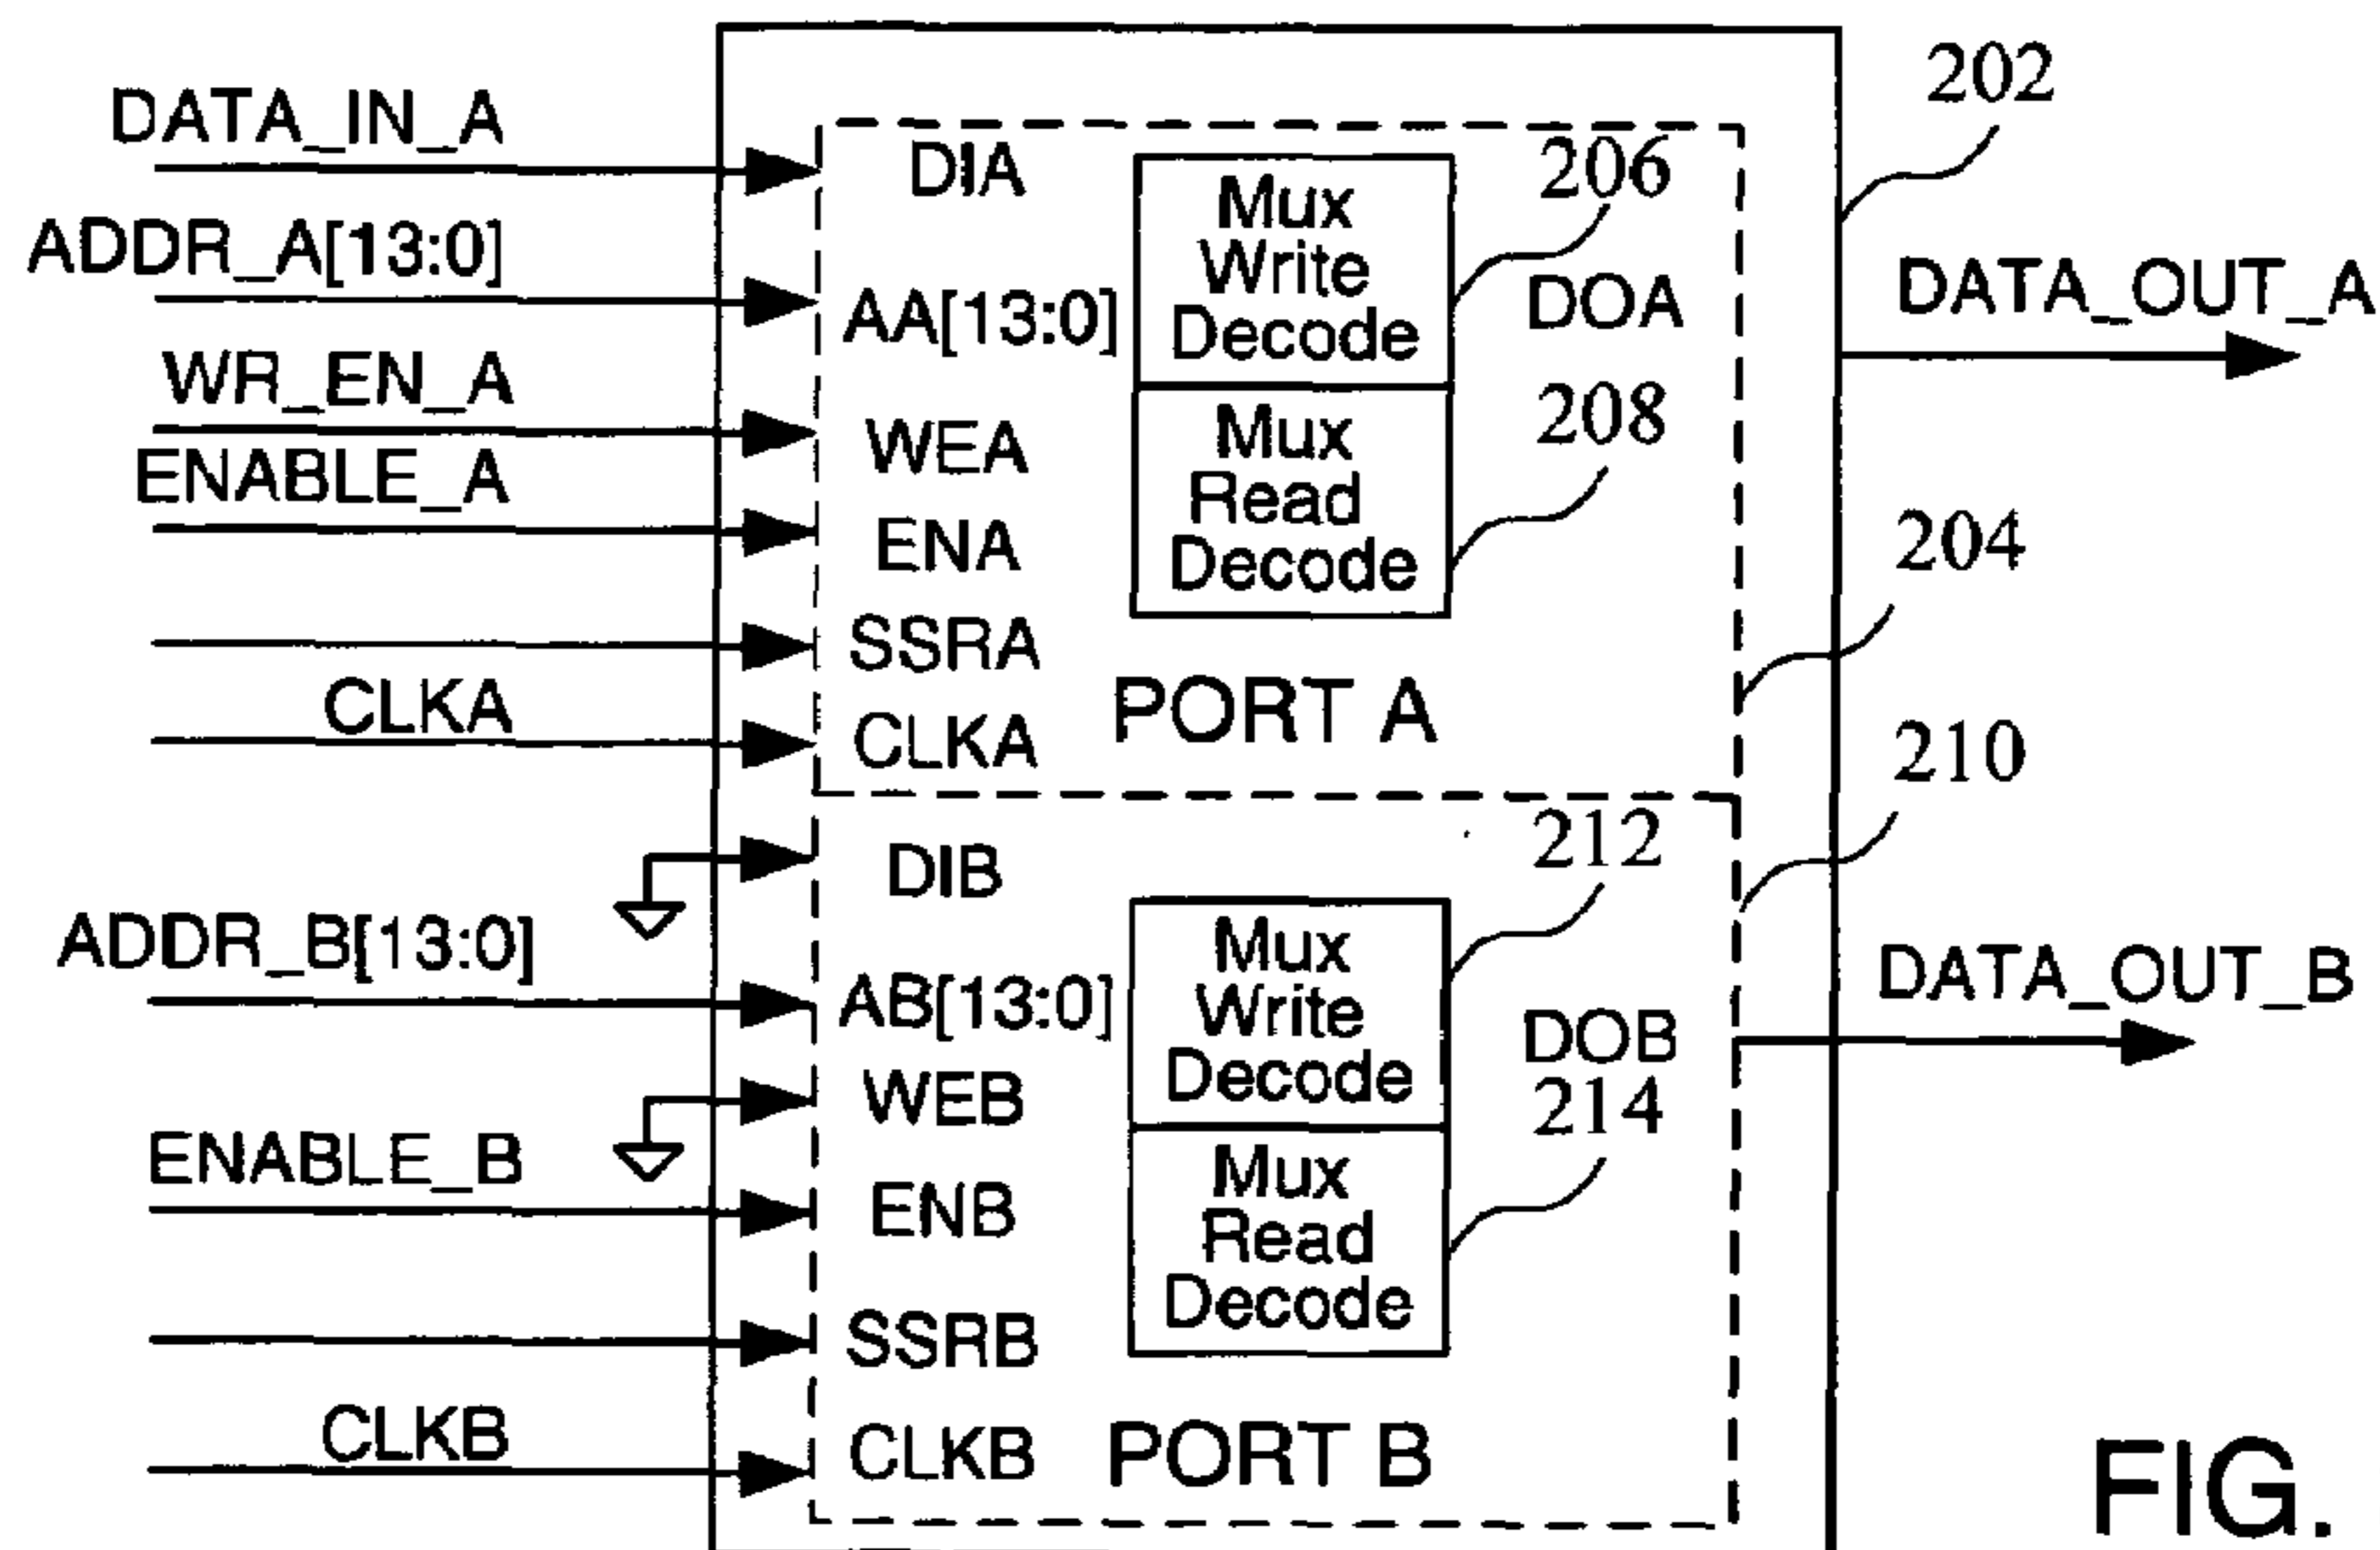 DATA_IN_A
ADDR_A[13:0]
WR_EN_A
ENABLE_A
CLKA
ADDR_B[13:0]
ENABLE_B
CLKB
DIA
AA[13:0]
WEA
ENA
SSRA
CLKA
Mux
Write
Decode
Mux
Read
Decode
206
DOA
208
PORT A
DIB
AB[13:0]
WEB
ENB
SSRB
CLKB
Mux
Write
Decode
Mux
Read
Decode
212
DOB
214
PORT B
202
DATA_OUT_A
204
210
DATA_OUT_B
FIG.